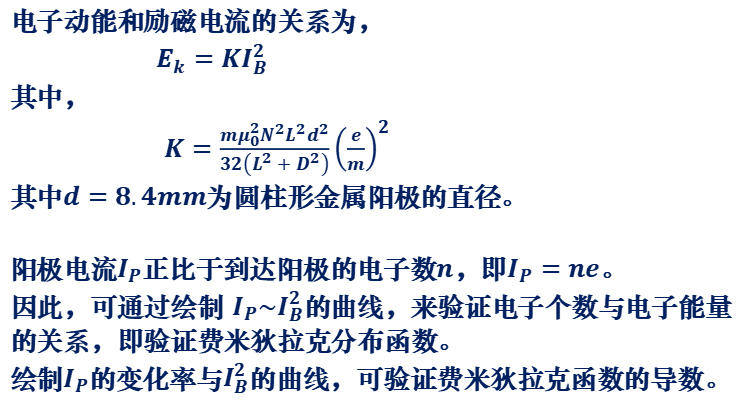 电子动能和励磁电流的关系为，
$E_k = KI_B^2$
其中，
$K = \frac{m\mu_0^2N^2L^2d^2}{32(L^2+D^2)}\left(\frac{e}{m}\right)^2$
其中$d = 8.4mm$为圆柱形金属阳极的直径。
阳极电流$I_P$正比于到达阳极的电子数$n$，即$I_P = ne$。
因此，可通过绘制 $I_P \sim I_B^2$的曲线，来验证电子个数与电子能量
的关系，即验证费米狄拉克分布函数。
绘制$I_P$的变化率与$I_B^2$的曲线，可验证费米狄拉克函数的导数。